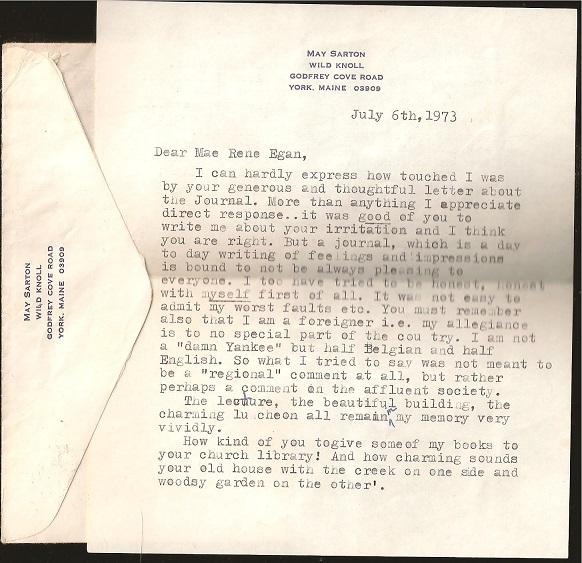 MAY SARTON
WILD KNOLL
GODFREY COVE ROAD
YORK, MAINE 03909
July 6th,1973
Dear Mae Rene Egan,
I can hardly express how touched I was
by your generous and thoughtful letter about
the Journal. More than anything I appreciate
direct response..it was good of you to
write me about your irritation and I think
you are right. But a journal, which is a day
to day writing of feelings and impressions
is bound to not be always pleasing to
everyone. I too have tried to be honest, honest
with myself first of all. It was not easy to
admit my worst faults etc. You must remember
also that I am a foreigner i.e. my allegiance
is to no special part of the cou try. I am not
a "damn Yankee" but half Belgian and half
English. So what I tried to say was not meant to
be a "regional" comment at all, but rather
perhaps a comment on the affluent society.
The lecture, the beautiful building, the
charming lu cheon all remain in my memory very
vividly.
How kind of you togive someof my books to
your church library! And how charming sounds
your old house with the creek on one side and
woodsy garden on the other'.
MAY SARTON
WILD KNOLL
GODFREY COVE ROAD
YORK, MAINE 03909